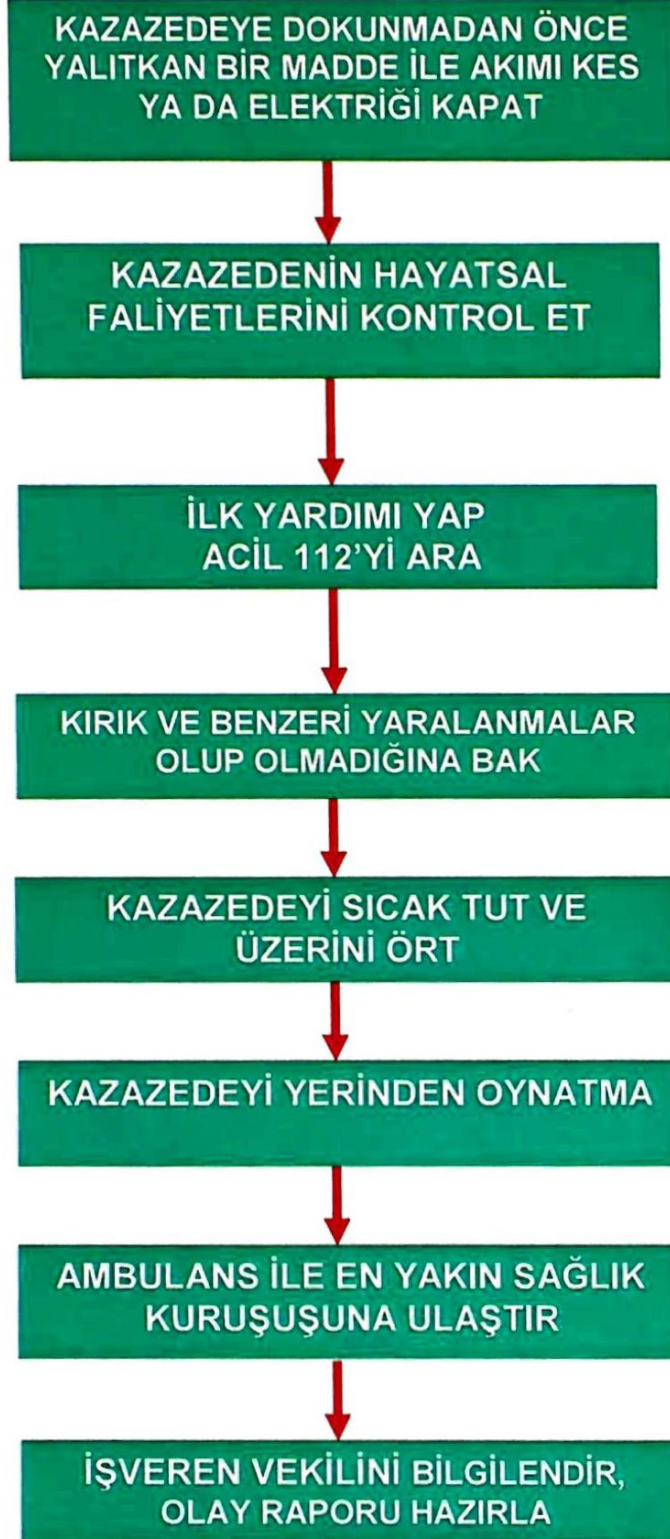 KAZAZEDEYE DOKUNMADAN ÖNCE
YALITKAN BİR MADDE İLE AKIMI KES
YA DA ELEKTRİĞİ KAPAT
KAZAZEDENİN HAYATSAL
FALİYETLERİNİ KONTROL ET
İLK YARDIMI YAP
ACİL 112'Yİ ARA
KIRIK VE BENZERİ YARALANMALAR
OLUP OLMADIĞINA BAK
KAZAZEDEYİ SICAK TUT VE
ÜZERİNİ ÖRT
KAZAZEDEYİ YERİNDEN OYNATMA
AMBULANS İLE EN YAKIN SAĞLIK
KURUŞUŞUNA ULAŞTIR
İŞVEREN VEKİLİNİ BİLGİLENDİR,
OLAY RAPORU HAZIRLA